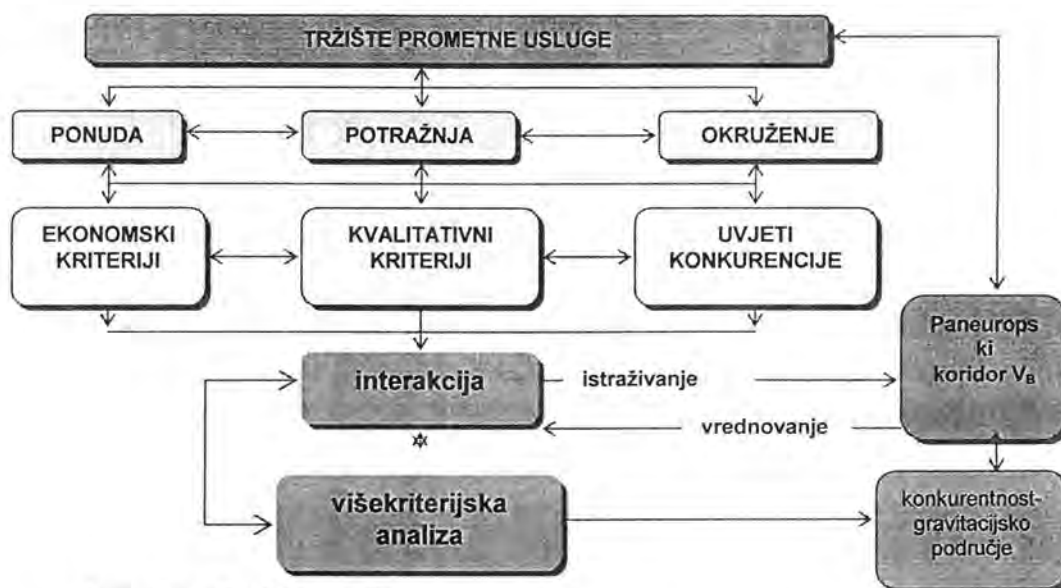 TRŽIŠTE PROMETNE USLUGE
PONUDA
POTRAŽNJA
OKRUŽENJE
EKONOMSKI
KRITERIJI
KVALITATIVNI
KRITERIJI
UVJETI
KONKURENCIJE
Paneurops
ki
koridor VB
interakcija
istraživanje
vrednovanje
višekriterijska
analiza
konkurentnost-
gravitacijsko
područje